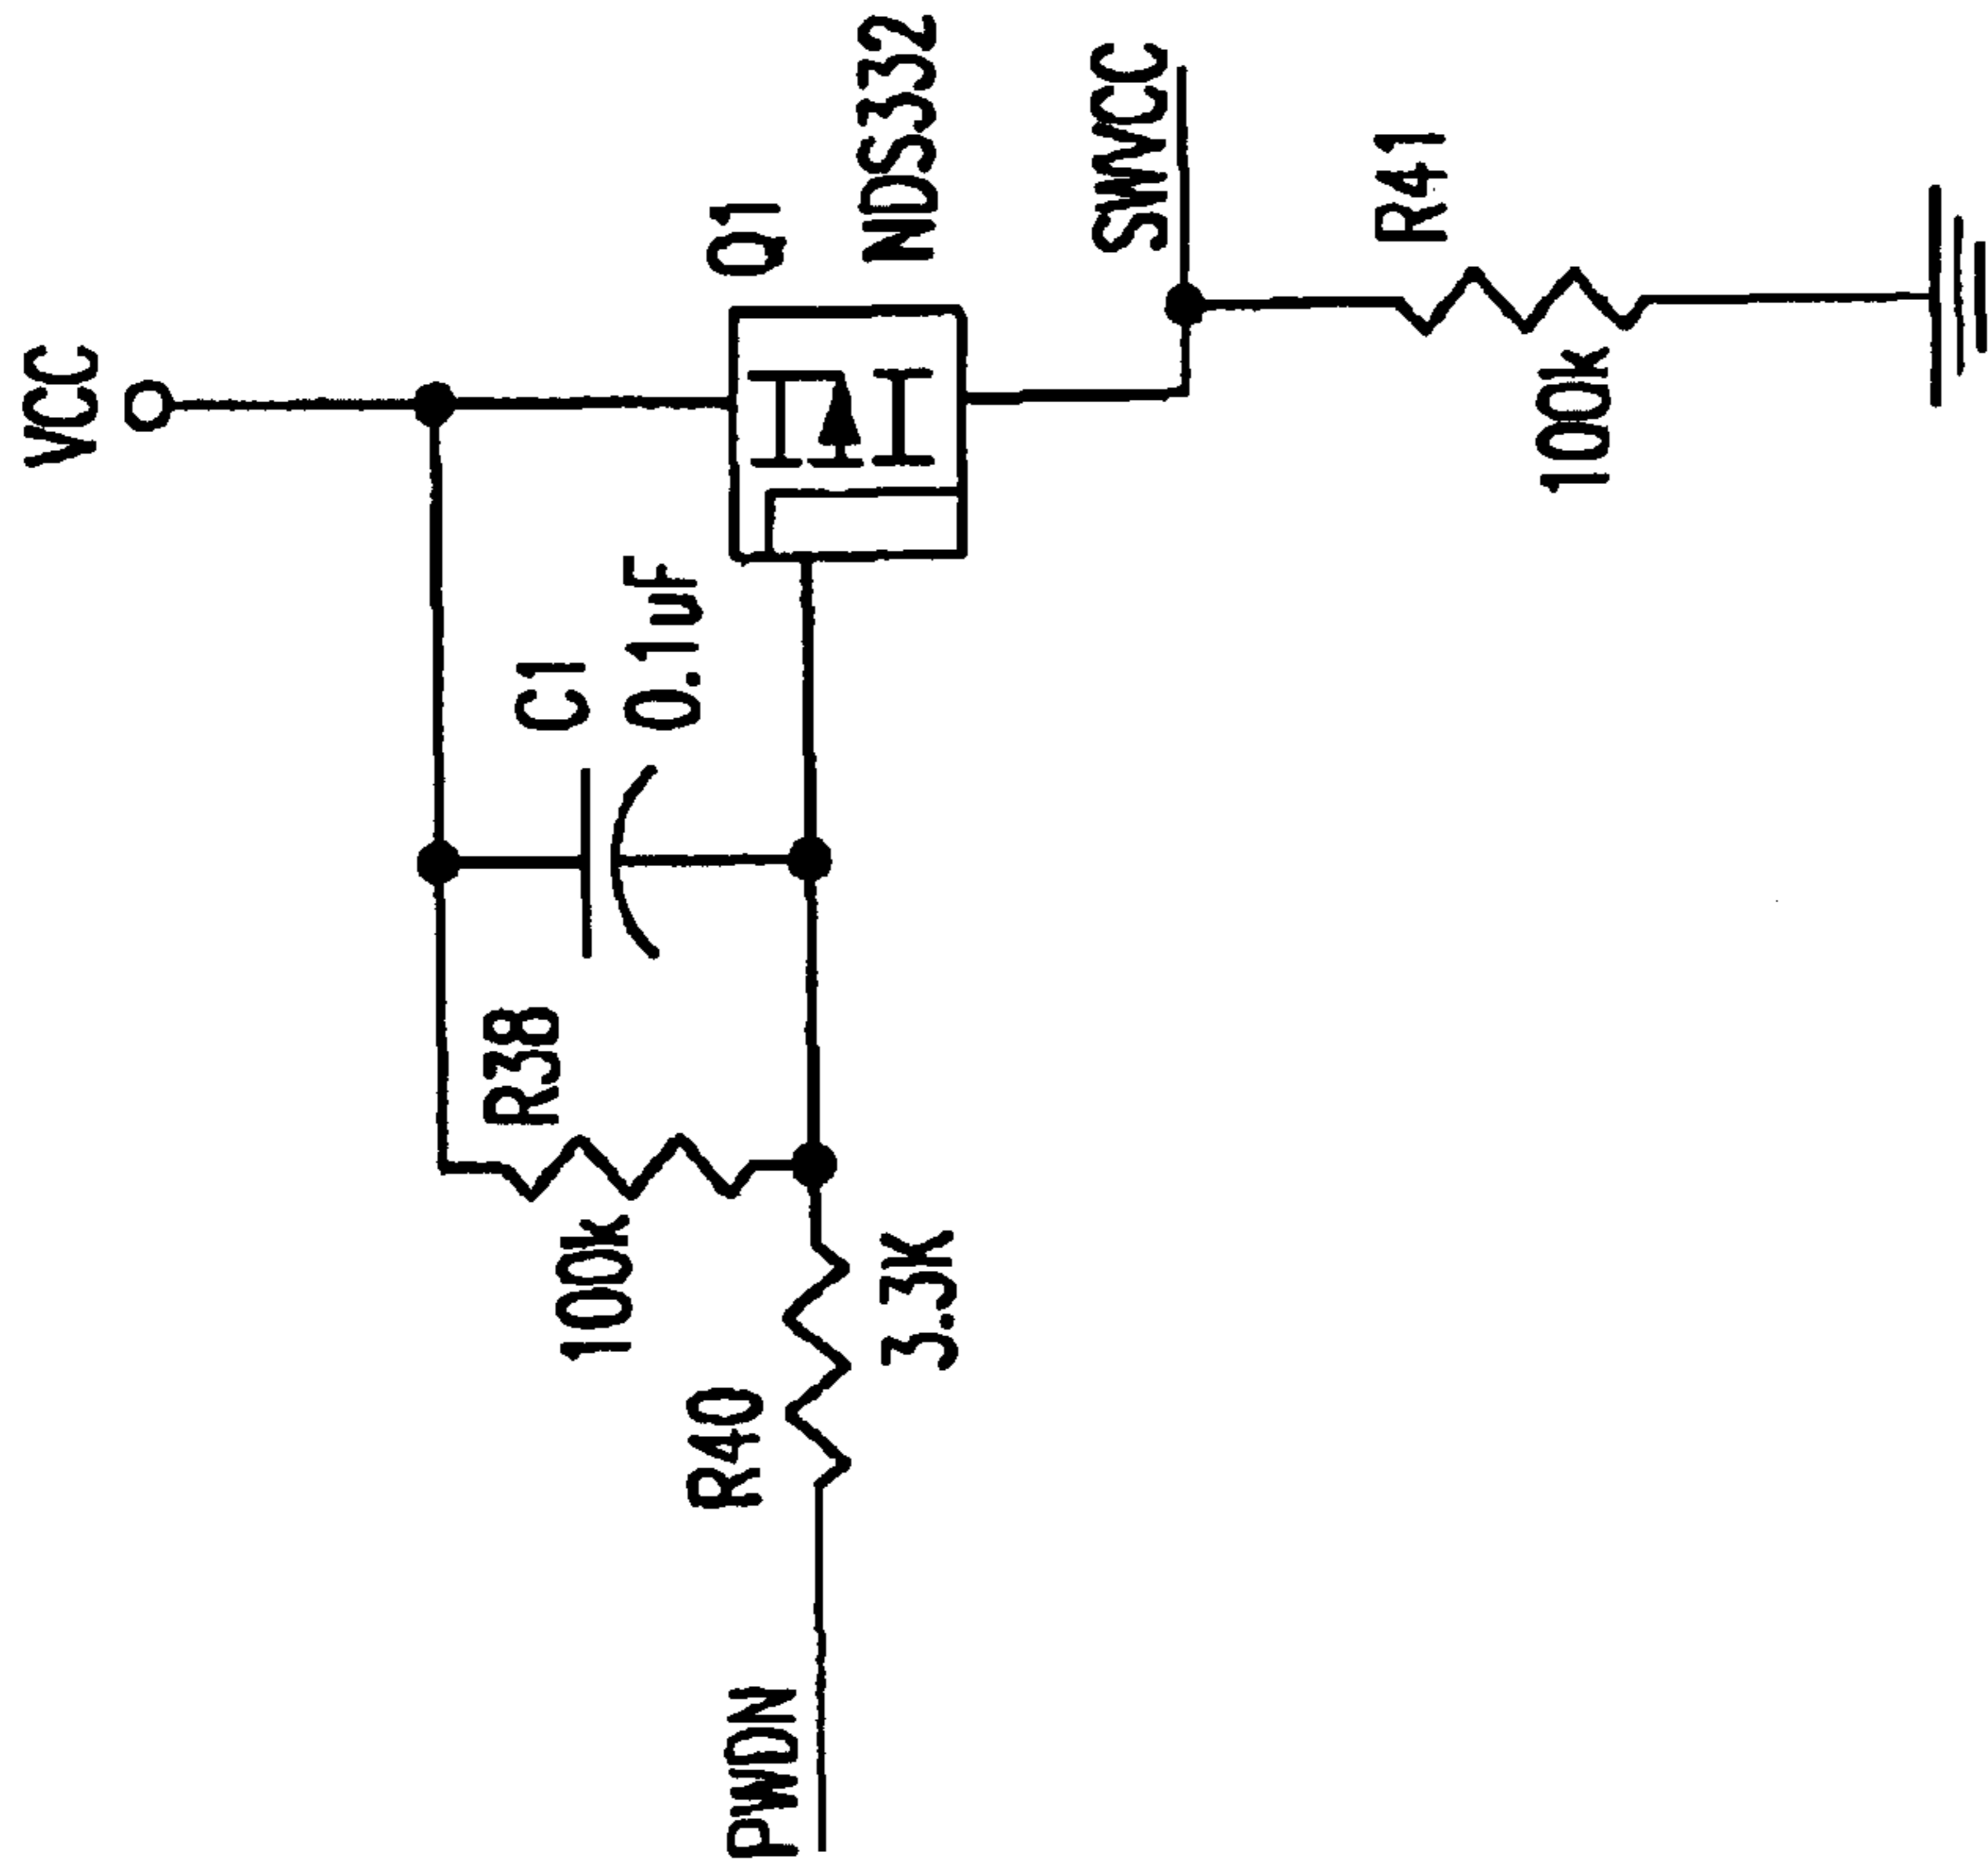 VCC
Q1
NDS332
SWVCC
R41
100k
C1
0.1uF
R38
100k
R40
3.3K
PWDN